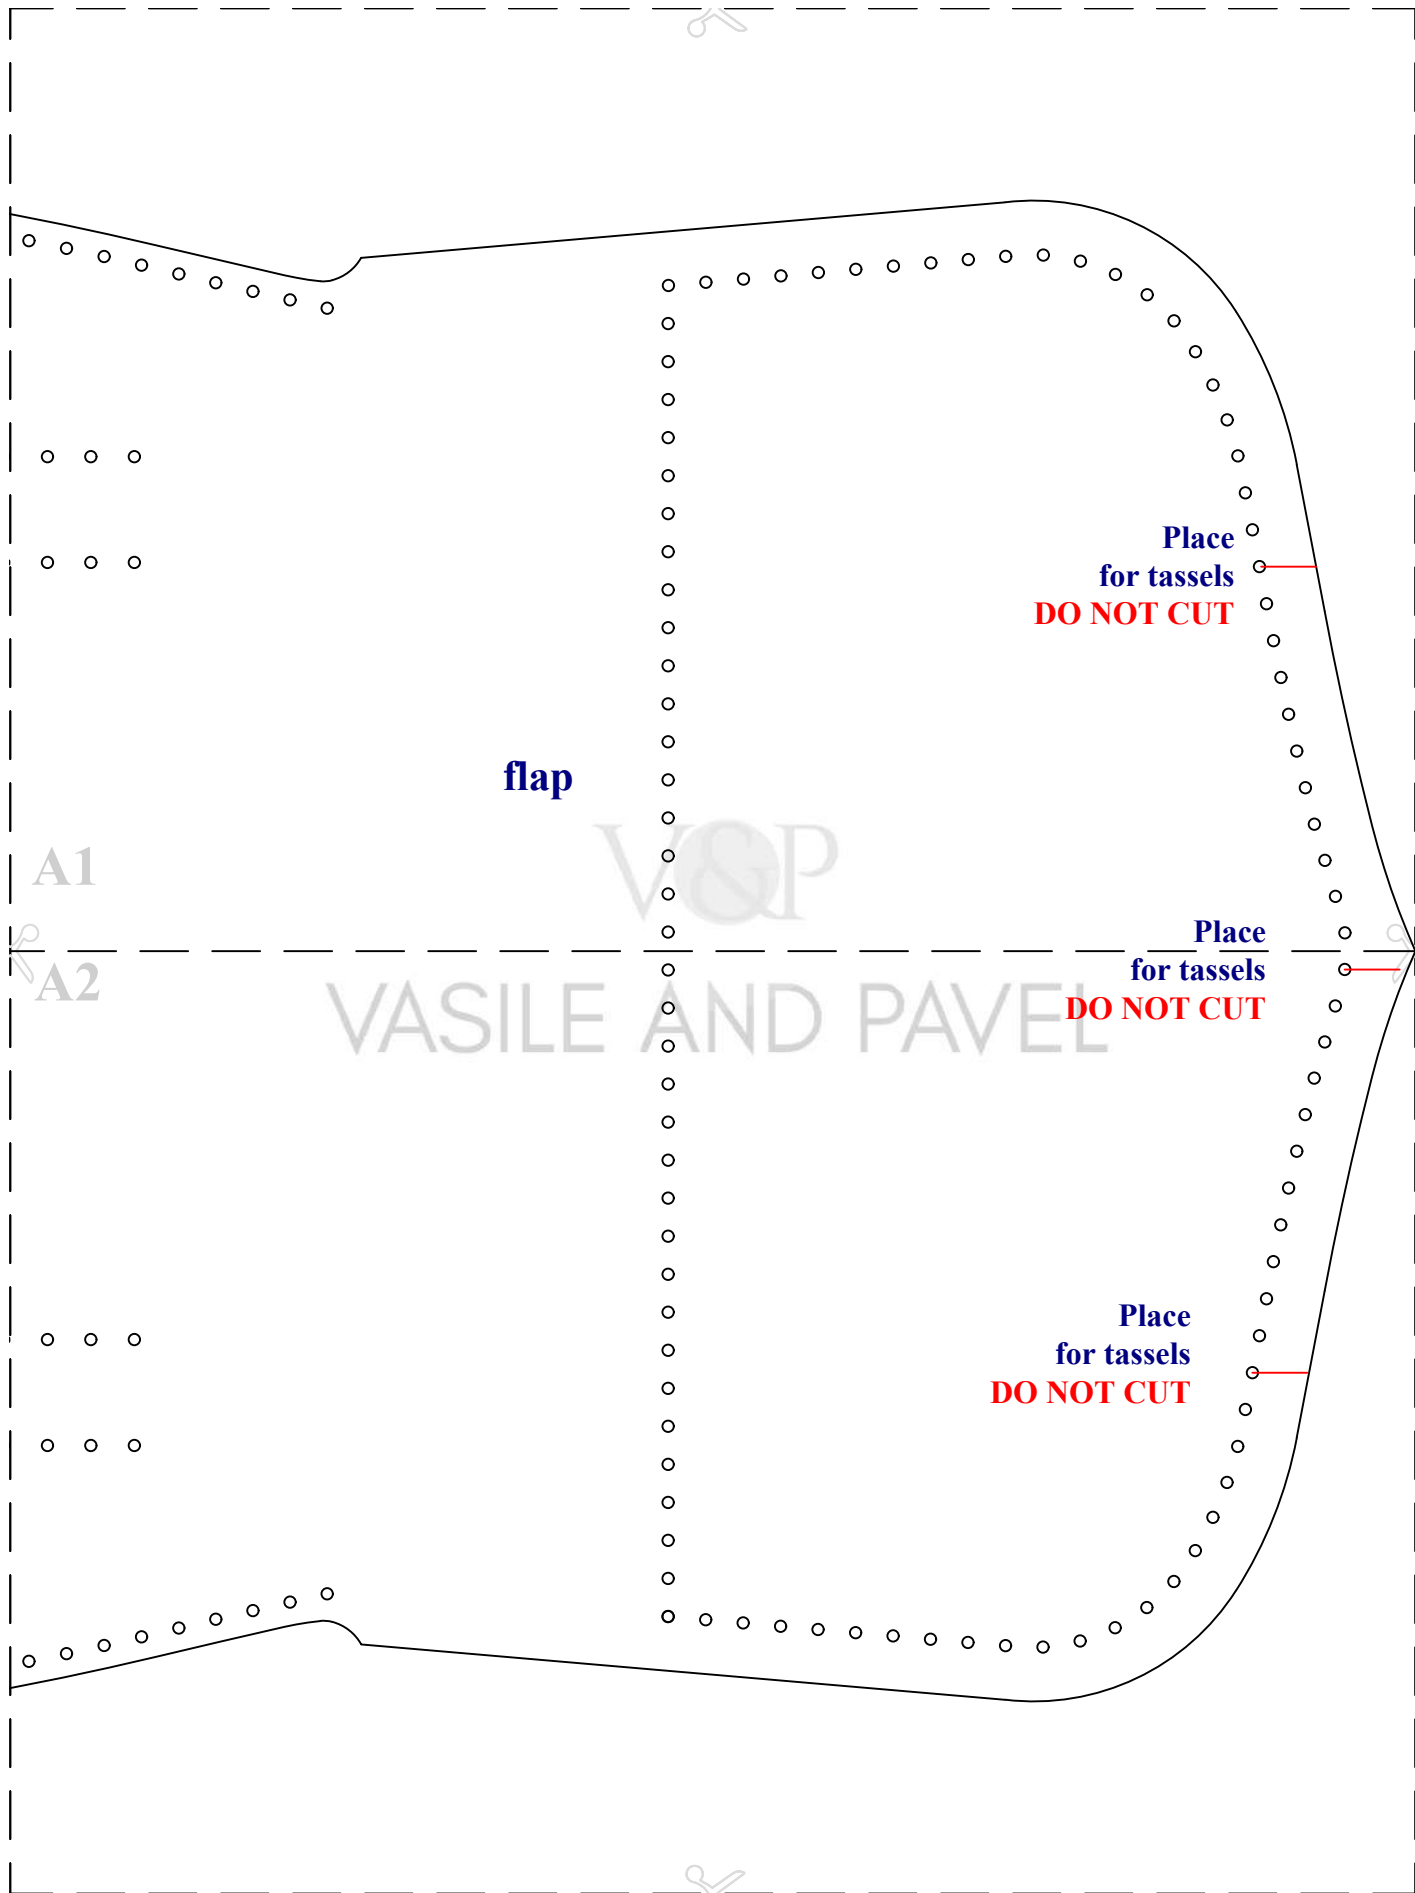 Place
for tassels
DO NOT CUT
flap
V&P
A1
Place
for tassels
DO NOT CUT
A2
VASILE AND PAVEL
Place
for tassels
DO NOT CUT